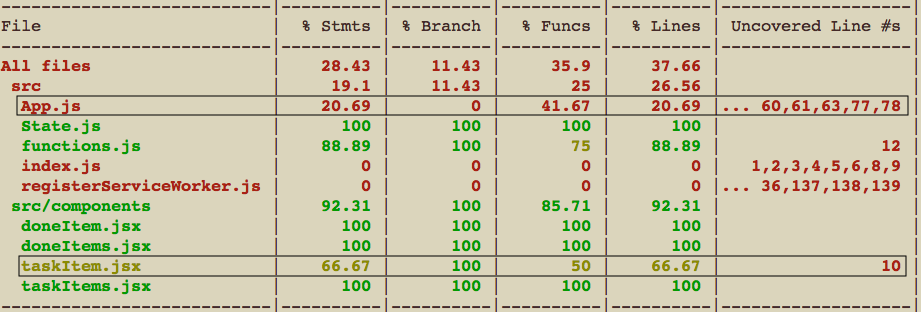 ---------------------------|----------|----------|----------|----------|-------------------|
File                       |  % Stmts | % Branch |  % Funcs |  % Lines | Uncovered Line #s |
---------------------------|----------|----------|----------|----------|-------------------|
All files                  |    28.43 |    11.43 |     35.9 |    37.66 |                   |
 src                       |     19.1 |    11.43 |       25 |    26.56 |                   |
  App.js                   |    20.69 |        0 |    41.67 |    20.69 |... 60,61,63,77,78 |
  State.js                 |      100 |      100 |      100 |      100 |                   |
  functions.js             |    88.89 |      100 |       75 |    88.89 |                12 |
  index.js                 |        0 |        0 |        0 |        0 | 1,2,3,4,5,6,8,9 |
  registerServiceWorker.js |        0 |        0 |        0 |        0 |... 36,137,138,139 |
 src/components            |    92.31 |      100 |    85.71 |    92.31 |                   |
  doneItem.jsx             |      100 |      100 |      100 |      100 |                   |
  doneItems.jsx            |      100 |      100 |      100 |      100 |                   |
  taskItem.jsx             |    66.67 |      100 |       50 |    66.67 |                10 |
  taskItems.jsx            |      100 |      100 |      100 |      100 |                   |
---------------------------|----------|----------|----------|----------|-------------------|